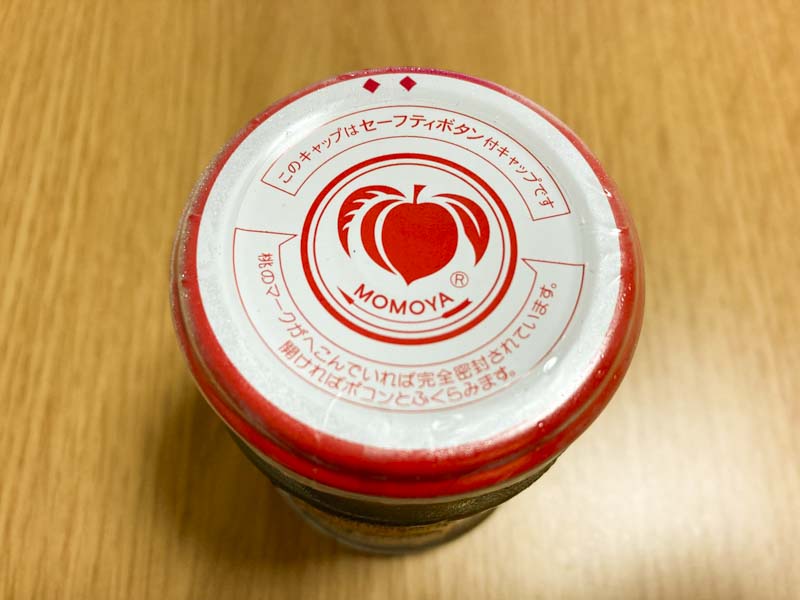 このキャップはセーフティボタン付キャップです
MOMOYA®
桃のマークがへこんでいれば完全密封されています。
開ければポコンとふくらみます。